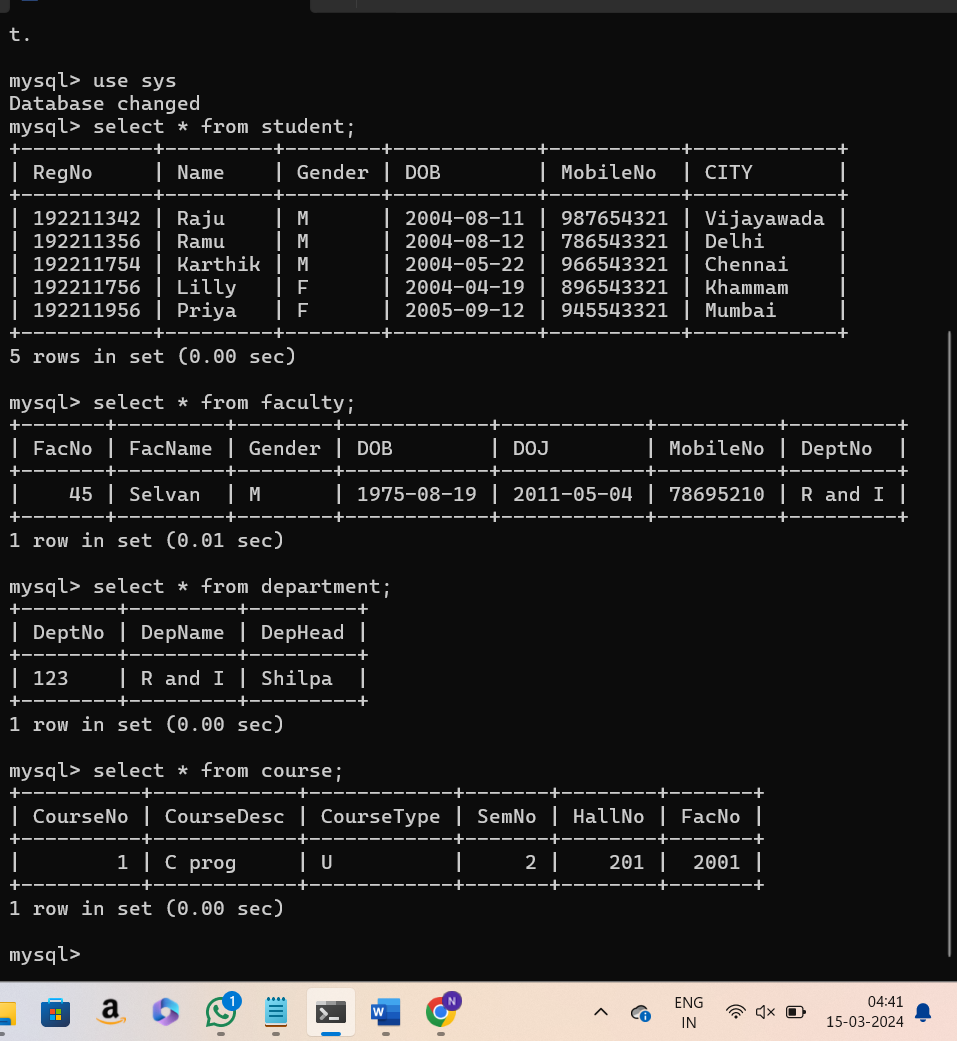 t.
mysql> use sys
Database changed
mysql> select * from student;
+-----------+---------+--------+------------+-----------+------------+
| RegNo     | Name    | Gender | DOB        | MobileNo  | CITY       |
+-----------+---------+--------+------------+-----------+------------+
| 192211342 | Raju    | M      | 2004-08-11 | 987654321 | Vijayawada |
| 192211356 | Ramu    | M      | 2004-08-12 | 786543321 | Delhi      |
| 192211754 | Karthik | M      | 2004-05-22 | 966543321 | Chennai    |
| 192211756 | Lilly   | F      | 2004-04-19 | 896543321 | Khammam    |
| 192211956 | Priya   | F      | 2005-09-12 | 945543321 | Mumbai     |
+-----------+---------+--------+------------+-----------+------------+
5 rows in set (0.00 sec)
mysql> select * from faculty;
+-------+---------+--------+------------+------------+----------+---------+
| FacNo | FacName | Gender | DOB        | DOJ        | MobileNo | DeptNo  |
+-------+---------+--------+------------+------------+----------+---------+
|    45 | Selvan  | M      | 1975-08-19 | 2011-05-04 | 78695210 | R and I |
+-------+---------+--------+------------+------------+----------+---------+
1 row in set (0.01 sec)
mysql> select * from department;
+--------+---------+---------+
| DeptNo | DepName | DepHead |
+--------+---------+---------+
| 123    | R and I | Shilpa  |
+--------+---------+---------+
1 row in set (0.00 sec)
mysql> select * from course;
+----------+------------+------------+-------+--------+-------+
| CourseNo | CourseDesc | CourseType | SemNo | HallNo | FacNo |
+----------+------------+------------+-------+--------+-------+
|        1 | C prog     | U          |     2 |    201 |  2001 |
+----------+------------+------------+-------+--------+-------+
1 row in set (0.00 sec)
mysql>
a
1
W
N
ENG
IN
04:41
15-03-2024